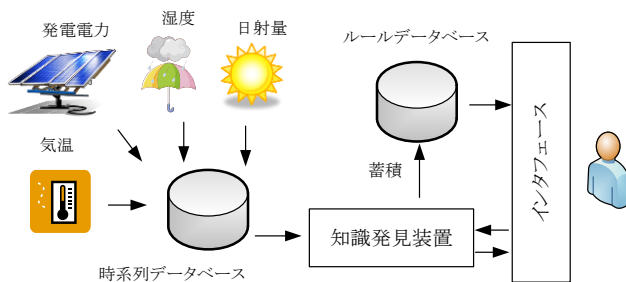 発電電力
湿度
日射量
ルールデータベース
気温
蓄積
インタフェース
知識発見装置
時系列データベース